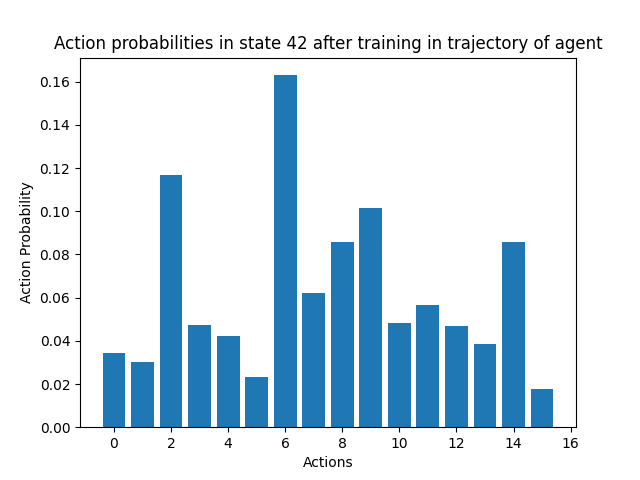 Action probabilities in state 42 after training in trajectory of agent
0.16
0.14
0.12
0.10
0.08
0.06
0.04
0.02
0.00
Action Probability
0 2 4 6 8 10 12 14 16
Actions